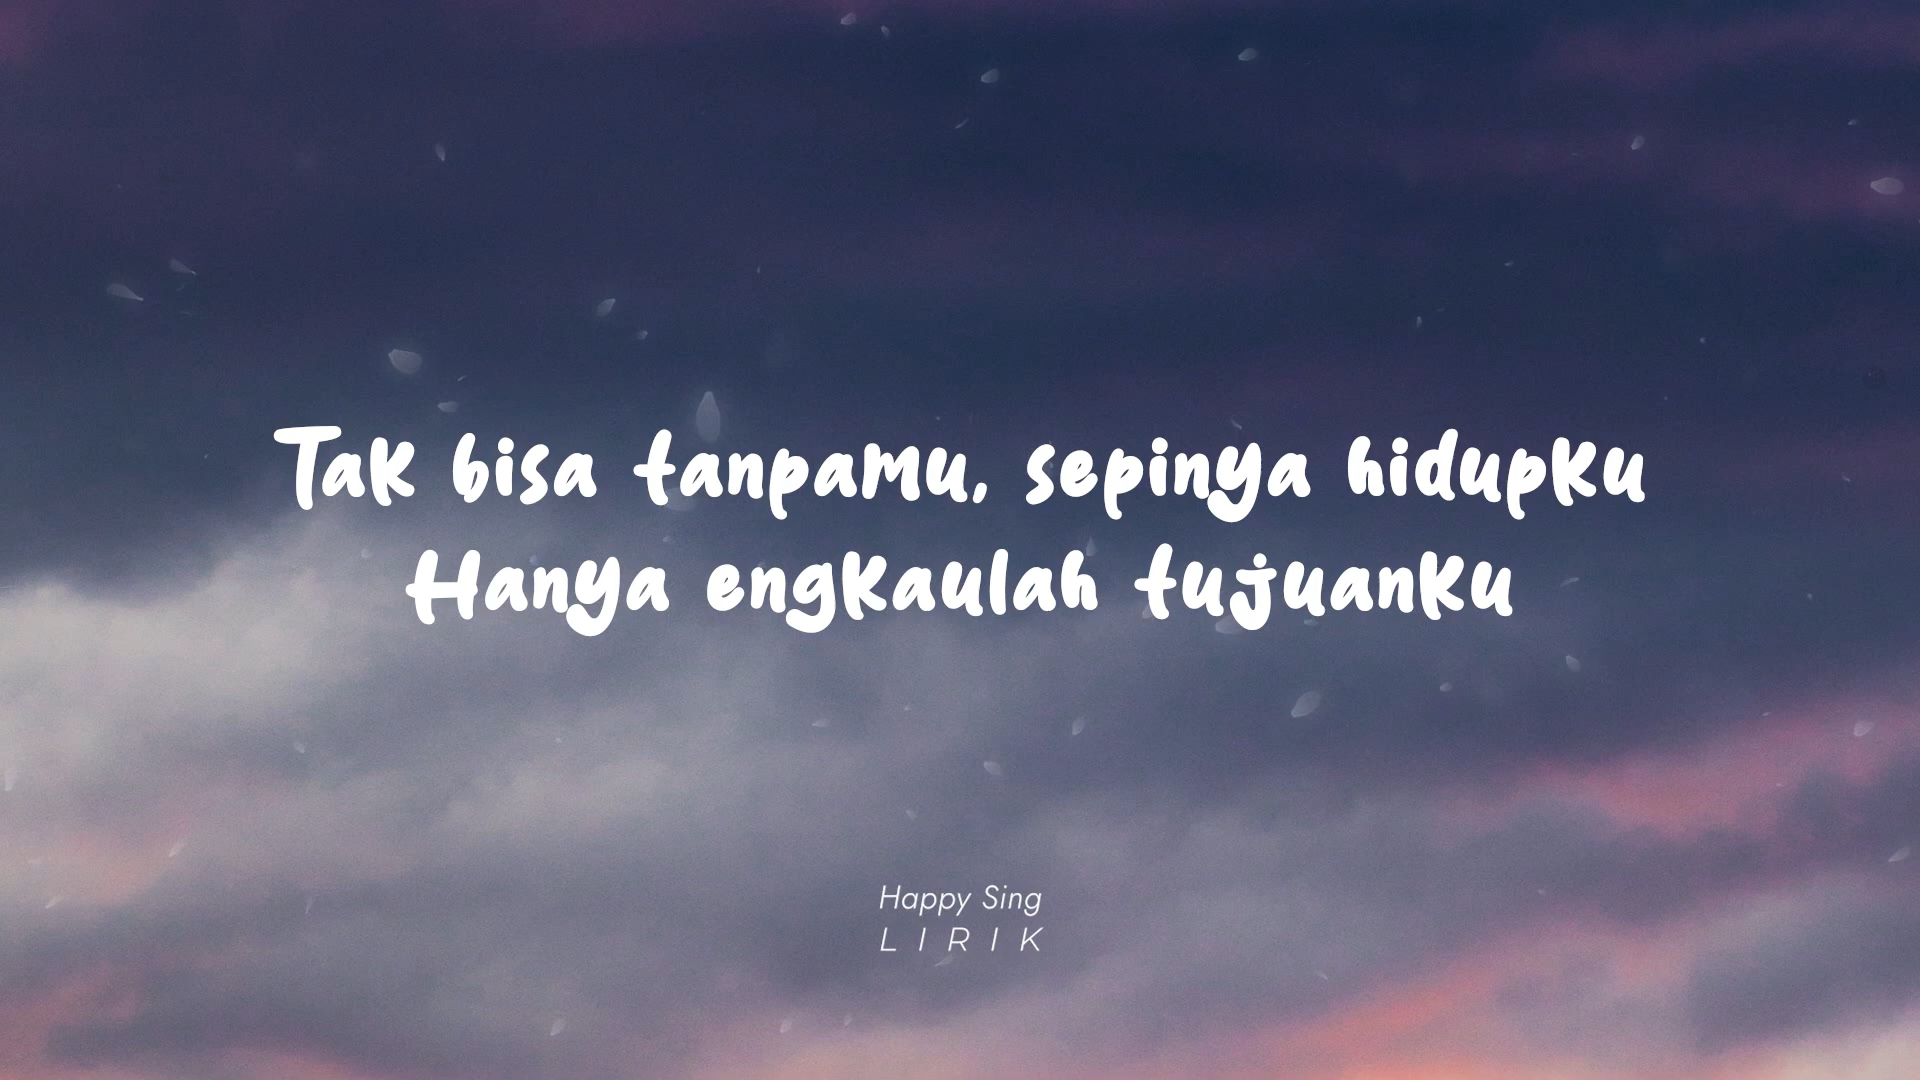 Tak bisa tanpamu, sepinya hidupku
Hanya engkaulah tujuanku
Happy Sing
LIRIK